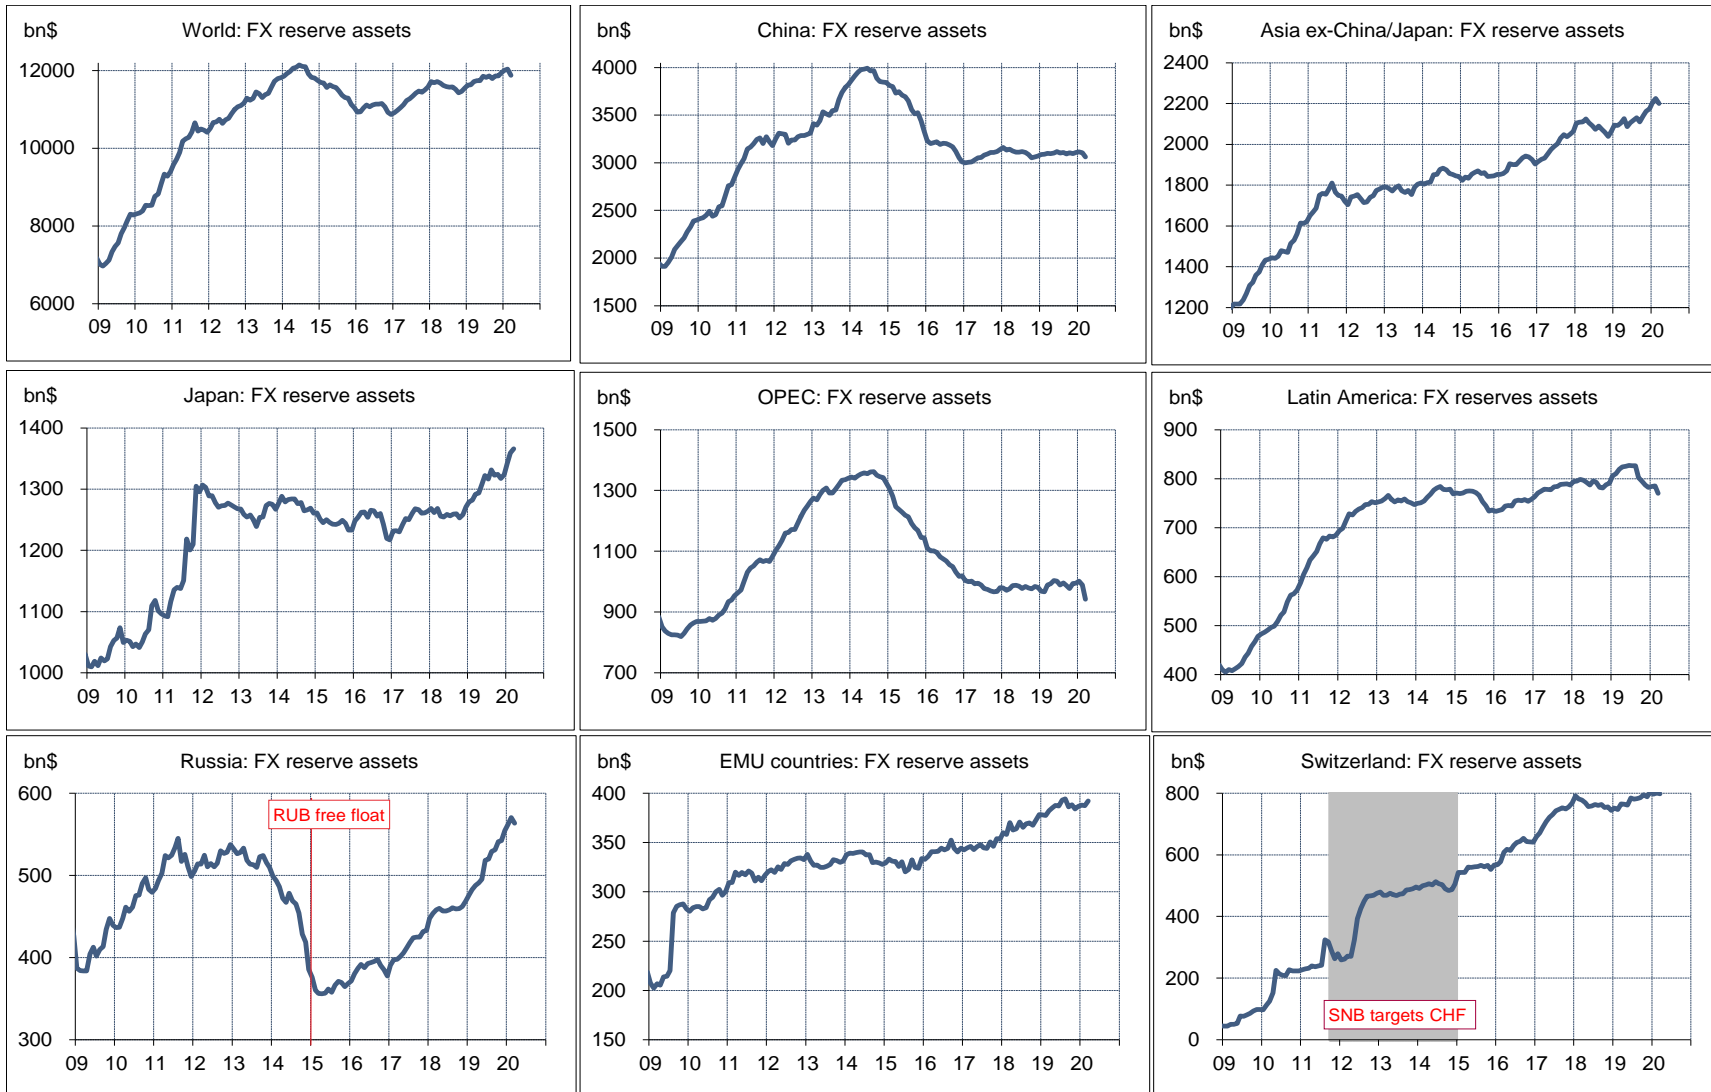 bn$ World: FX reserve assets
12000
10000
8000
6000
09 10 11 12 13 14 15 16 17 18 19 20
bn$ China: FX reserve assets
4000
3500
3000
2500
2000
1500
09 10 11 12 13 14 15 16 17 18 19 20
bn$ Asia ex-China/Japan: FX reserve assets
2400
2200
2000
1800
1600
1400
1200
09 10 11 12 13 14 15 16 17 18 19 20
bn$ Japan: FX reserve assets
1400
1300
1200
1100
1000
09 10 11 12 13 14 15 16 17 18 19 20
bn$ OPEC: FX reserve assets
1500
1300
1100
900
700
09 10 11 12 13 14 15 16 17 18 19 20
bn$ Latin America: FX reserves assets
900
800
700
600
500
400
09 10 11 12 13 14 15 16 17 18 19 20
bn$ Russia: FX reserve assets
600
RUB free float
500
400
300
09 10 11 12 13 14 15 16 17 18 19 20
bn$ EMU countries: FX reserve assets
400
350
300
250
200
150
09 10 11 12 13 14 15 16 17 18 19 20
bn$ Switzerland: FX reserve assets
800
600
400
200
SNB targets CHF
0
09 10 11 12 13 14 15 16 17 18 19 20